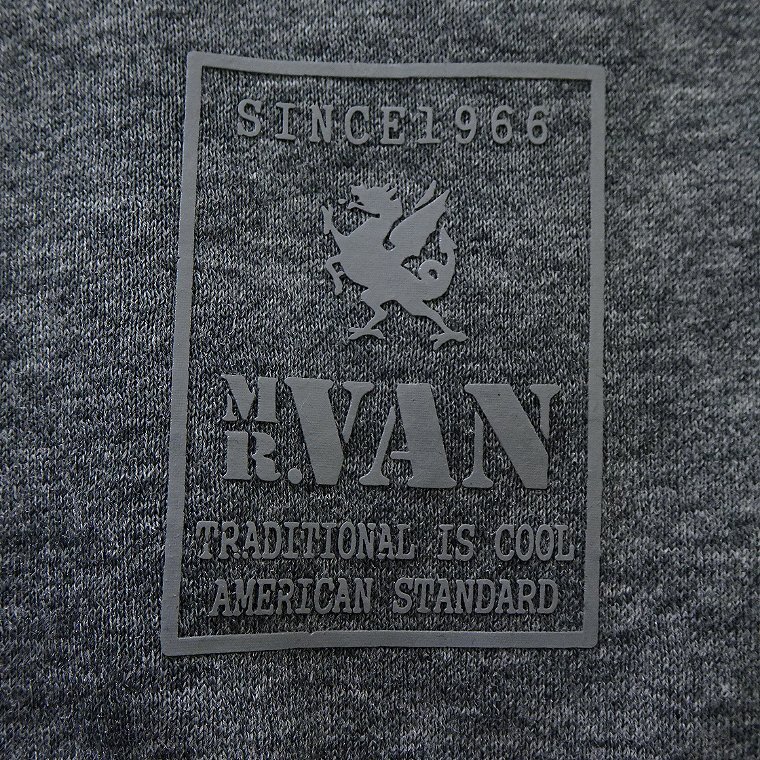 SINCE1966
MR.VAN
TRADITIONAL IS COOL
AMERICAN STANDARD